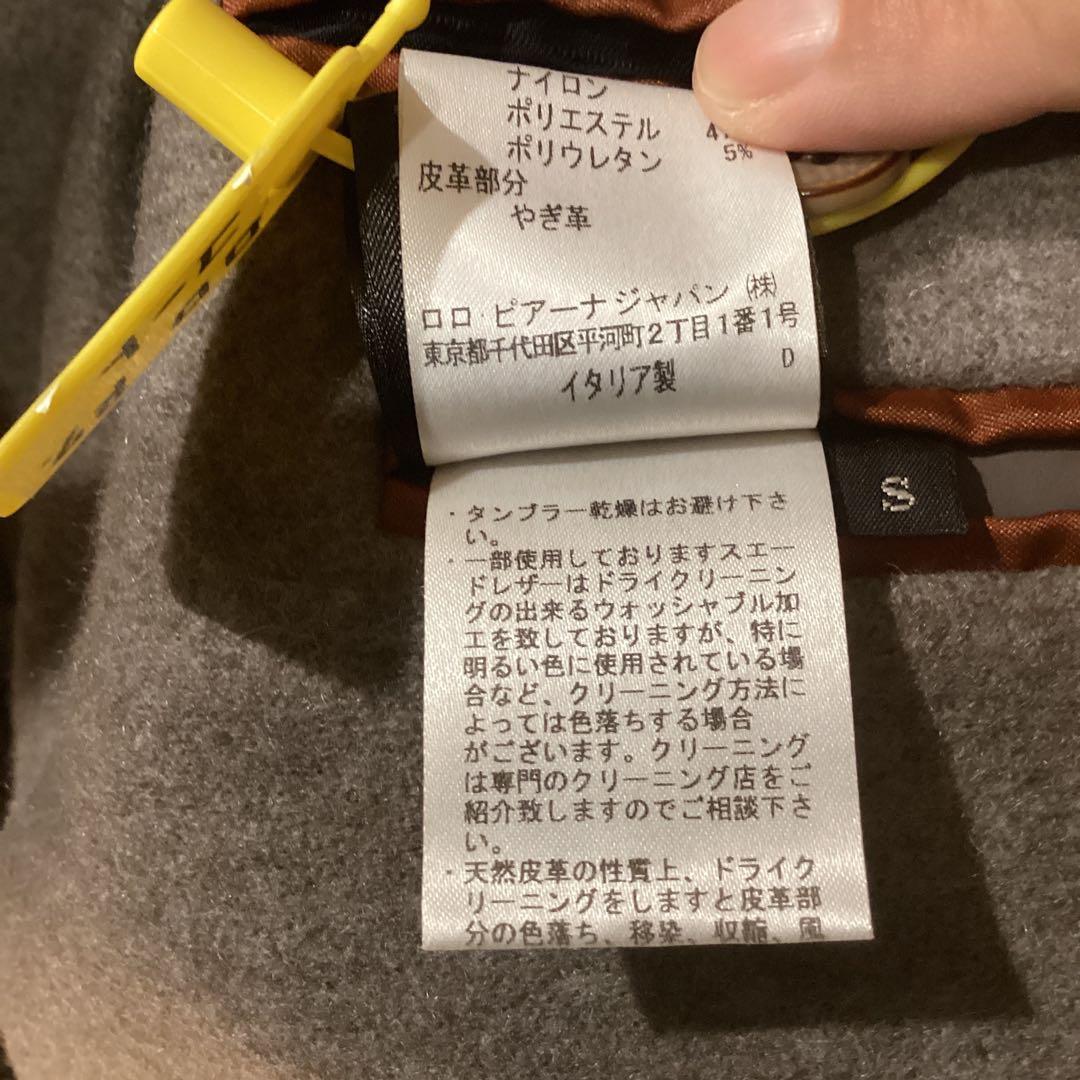 ナイロン
ポリエステル 4
ポリウレタン 5%
皮革部分
やぎ革
ロロ・ピアーナ ジャパン ㈱
東京都千代田区平河町2丁目1番1号
D
イタリア製
S
・タンブラー乾燥はお避け下さ
い。
・一部使用しておりますスエー
ドレザーはドライクリーニン
グの出来るウォッシャブル加
工を致しておりますが、特に
明るい色に使用されている場
合など、クリーニング方法に
よっては色落ちする場合
がございます。クリーニング
は専門のクリーニング店をご
紹介致しますのでご相談下さ
い。
・天然皮革の性質上、ドライク
リーニングをしますと皮革部
分の色落ち、移染、収縮、風